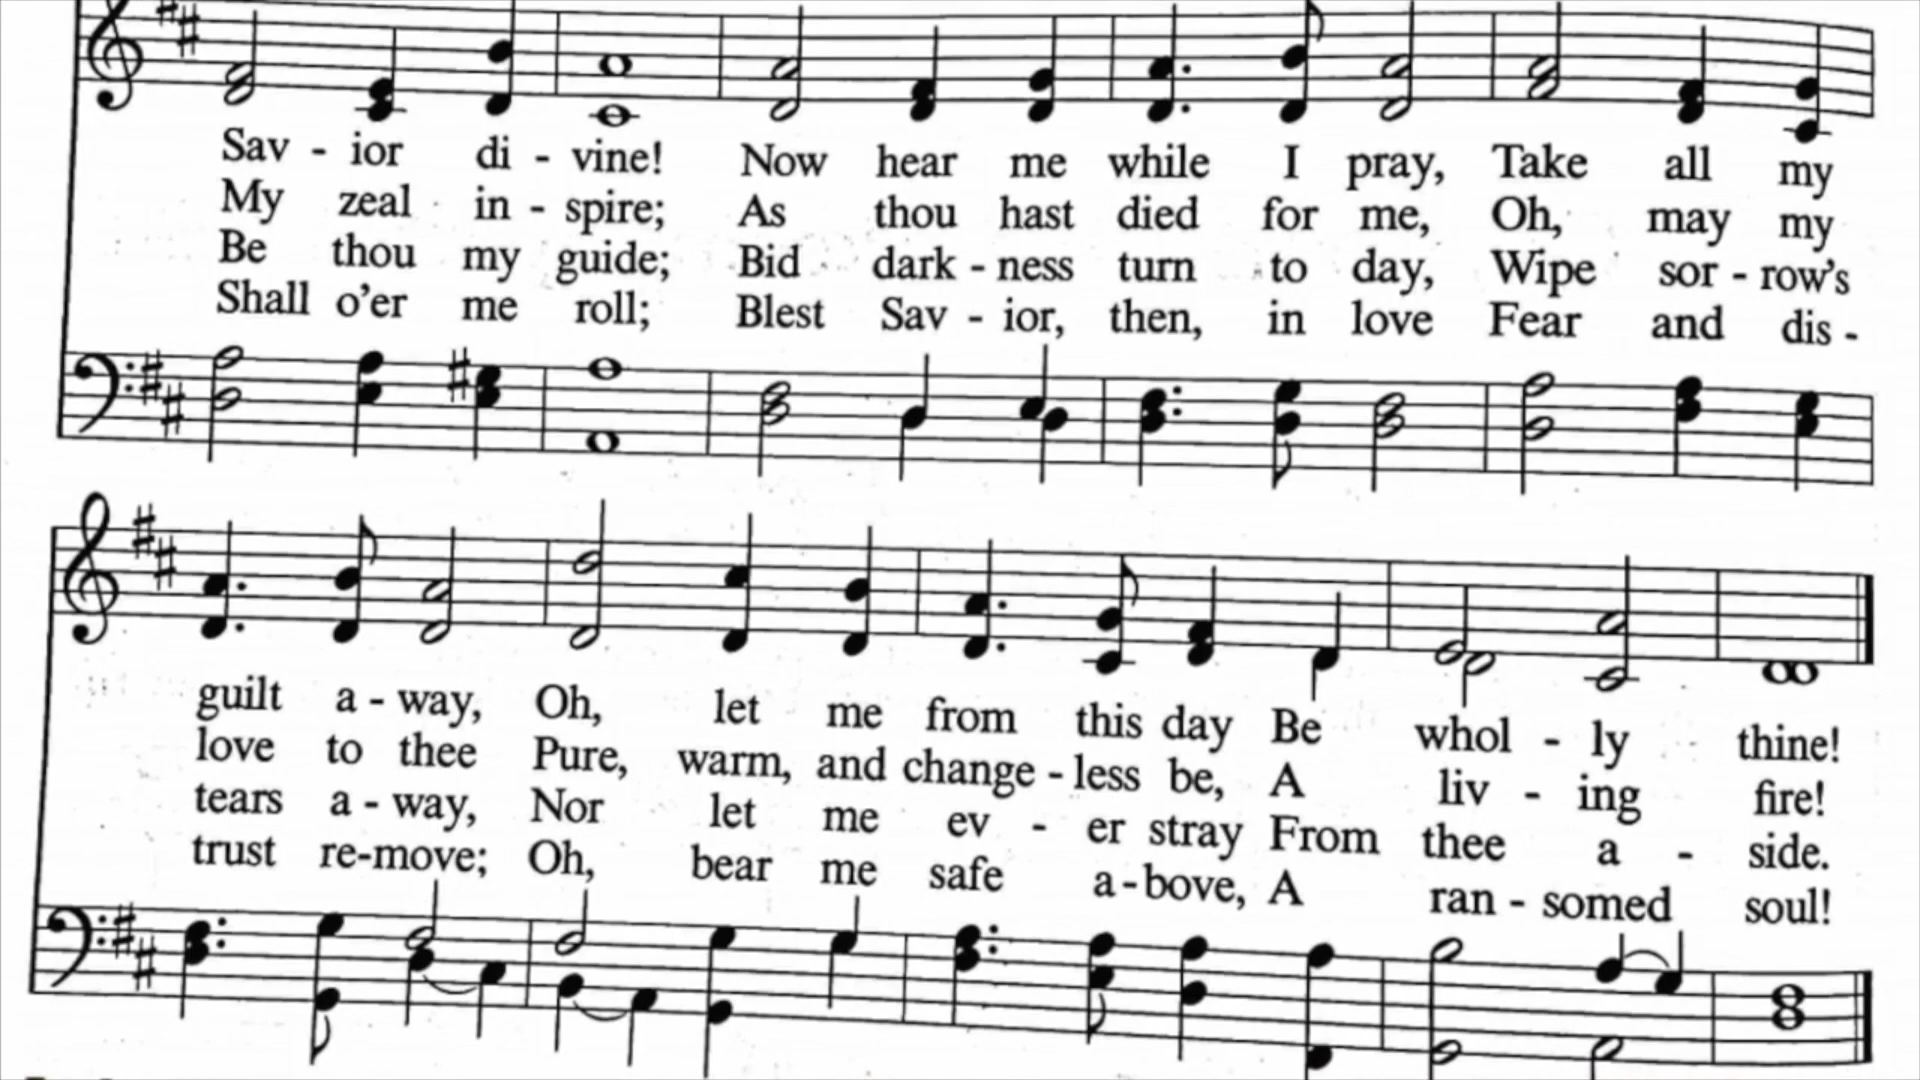 Sav - ior di - vine! Now hear me while I pray, Take all my
My zeal in - spire; As thou hast died for me, Oh, may my
Be thou my guide; Bid dark - ness turn to day, Wipe sor - row's
Shall o'er me roll; Blest Sav - ior, then, in love Fear and dis -
guilt a - way, Oh, let me from this day Be whol - ly thine!
love to thee Pure, warm, and change - less be, A liv - ing fire!
tears a - way, Nor let me ev - er stray From thee a - side.
trust re-move; Oh, bear me safe a - bove, A ran - somed soul!